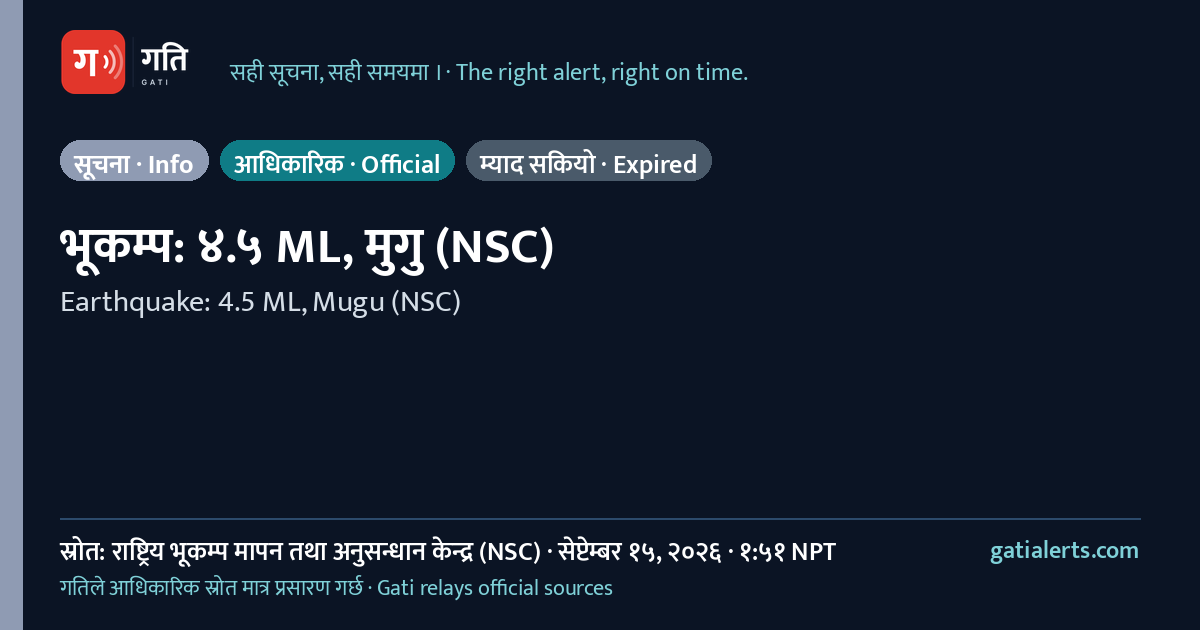 ग गति
GATI
सही सूचना, सही समयमा । · The right alert, right on time.
सूचना · Info आधिकारिक · Official म्याद सकियो · Expired
भूकम्प: ४.५ ML, मुगु (NSC)
Earthquake: 4.5 ML, Mugu (NSC)
स्रोत: राष्ट्रिय भूकम्प मापन तथा अनुसन्धान केन्द्र (NSC) · सेप्टेम्बर १५, २०२६ · १:५१ NPT
gatialerts.com
गतिले आधिकारिक स्रोत मात्र प्रसारण गर्छ · Gati relays official sources